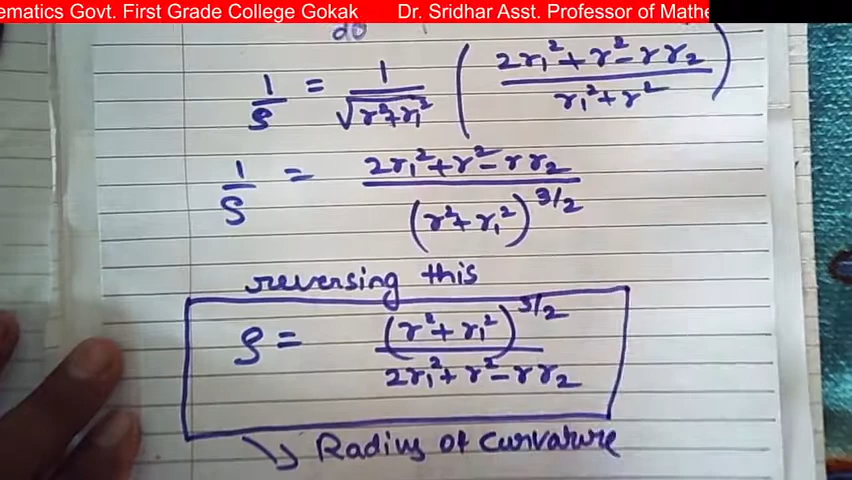 ematics Govt. First Grade College Gokak Dr. Sridhar Asst. Professor of Mathe
dθ
1/ρ = 1/√(r²+r₁²) ( (2r₁²+r²-rr₂)/(r₁²+r²) )
1/ρ = (2r₁²+r²-rr₂)/(r²+r₁²)^3/2
reversing this
ρ = (r²+r₁²)^3/2/(2r₁²+r²-rr₂)
Radius of curvature